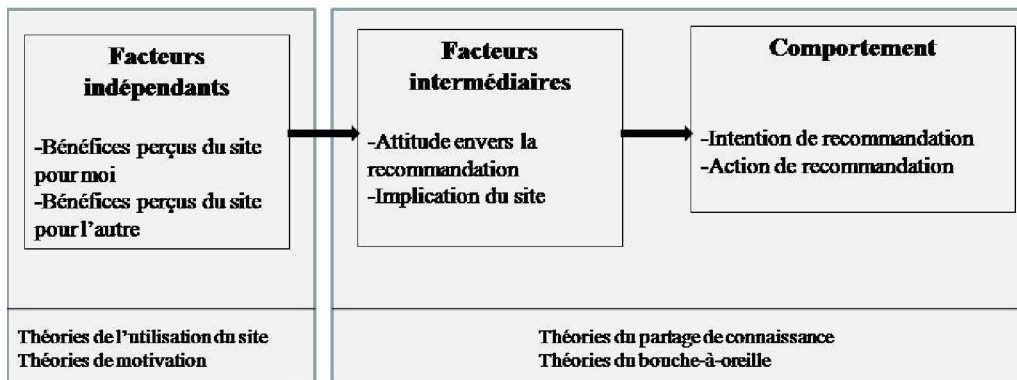 Facteurs
indépendants
-Bénéfices perçus du site
pour moi
-Bénéfices perçus du site
pour l'autre
Facteurs
intermédiaires
-Attitude envers la
recommandation
-Implication du site
Comportement
-Intention de recommandation
-Action de recommandation
Théories de l'utilisation du site
Théories de motivation
Théories du partage de connaissance
Théories du bouche-à-oreille